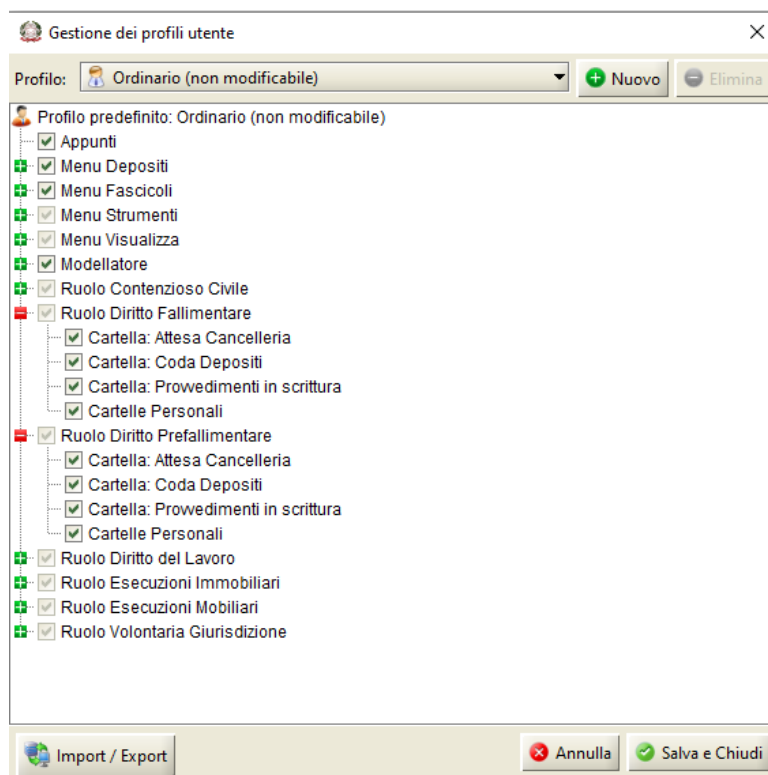 Gestione dei profili utente
Profilo: Ordinario (non modificabile) Nuovo Elimina
Profilo predefinito: Ordinario (non modificabile)
Appunti
Menu Depositi
Menu Fascicoli
Menu Strumenti
Menu Visualizza
Modellatore
Ruolo Contenzioso Civile
Ruolo Diritto Fallimentare
Cartella: Attesa Cancelleria
Cartella: Coda Depositi
Cartella: Provvedimenti in scrittura
Cartelle Personali
Ruolo Diritto Prefallimentare
Cartella: Attesa Cancelleria
Cartella: Coda Depositi
Cartella: Provvedimenti in scrittura
Cartelle Personali
Ruolo Diritto del Lavoro
Ruolo Esecuzioni Immobiliari
Ruolo Esecuzioni Mobiliari
Ruolo Volontaria Giurisdizione
Import / Export Annulla Salva e Chiudi